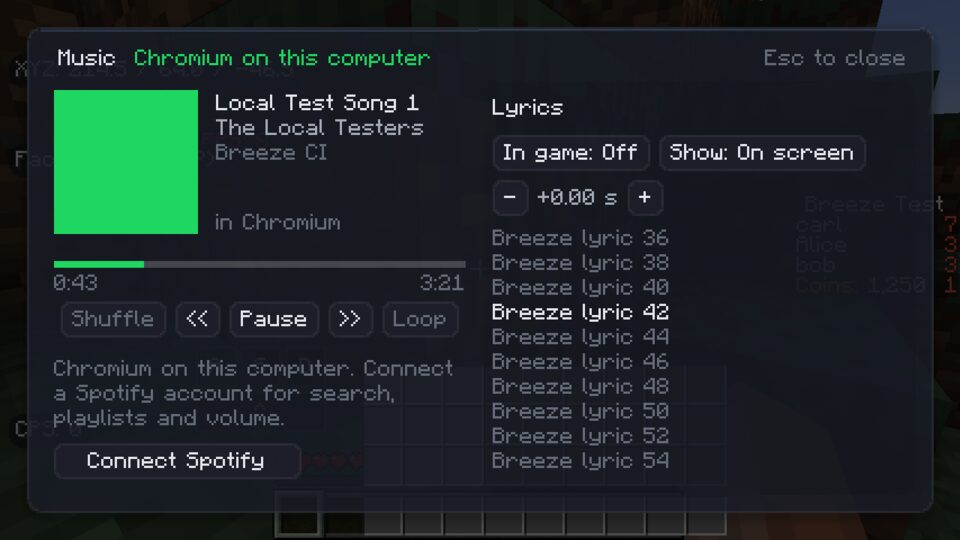 Music Chromium on this computer
Esc to close
Local Test Song 1
The Local Testers
Breeze CI
in Chromium
0:43
3:21
Shuffle << Pause >> Loop
Chromium on this computer. Connect
a Spotify account for search,
playlists and volume.
Connect Spotify
Lyrics
In game: Off Show: On screen
- +0.00 s +
Breeze lyric 36
Breeze lyric 38
Breeze lyric 40
Breeze lyric 42
Breeze lyric 44
Breeze lyric 46
Breeze lyric 48
Breeze lyric 50
Breeze lyric 52
Breeze lyric 54
Breeze Test
carl 7
Alice 3
bob 3
Coins: 1,250 1